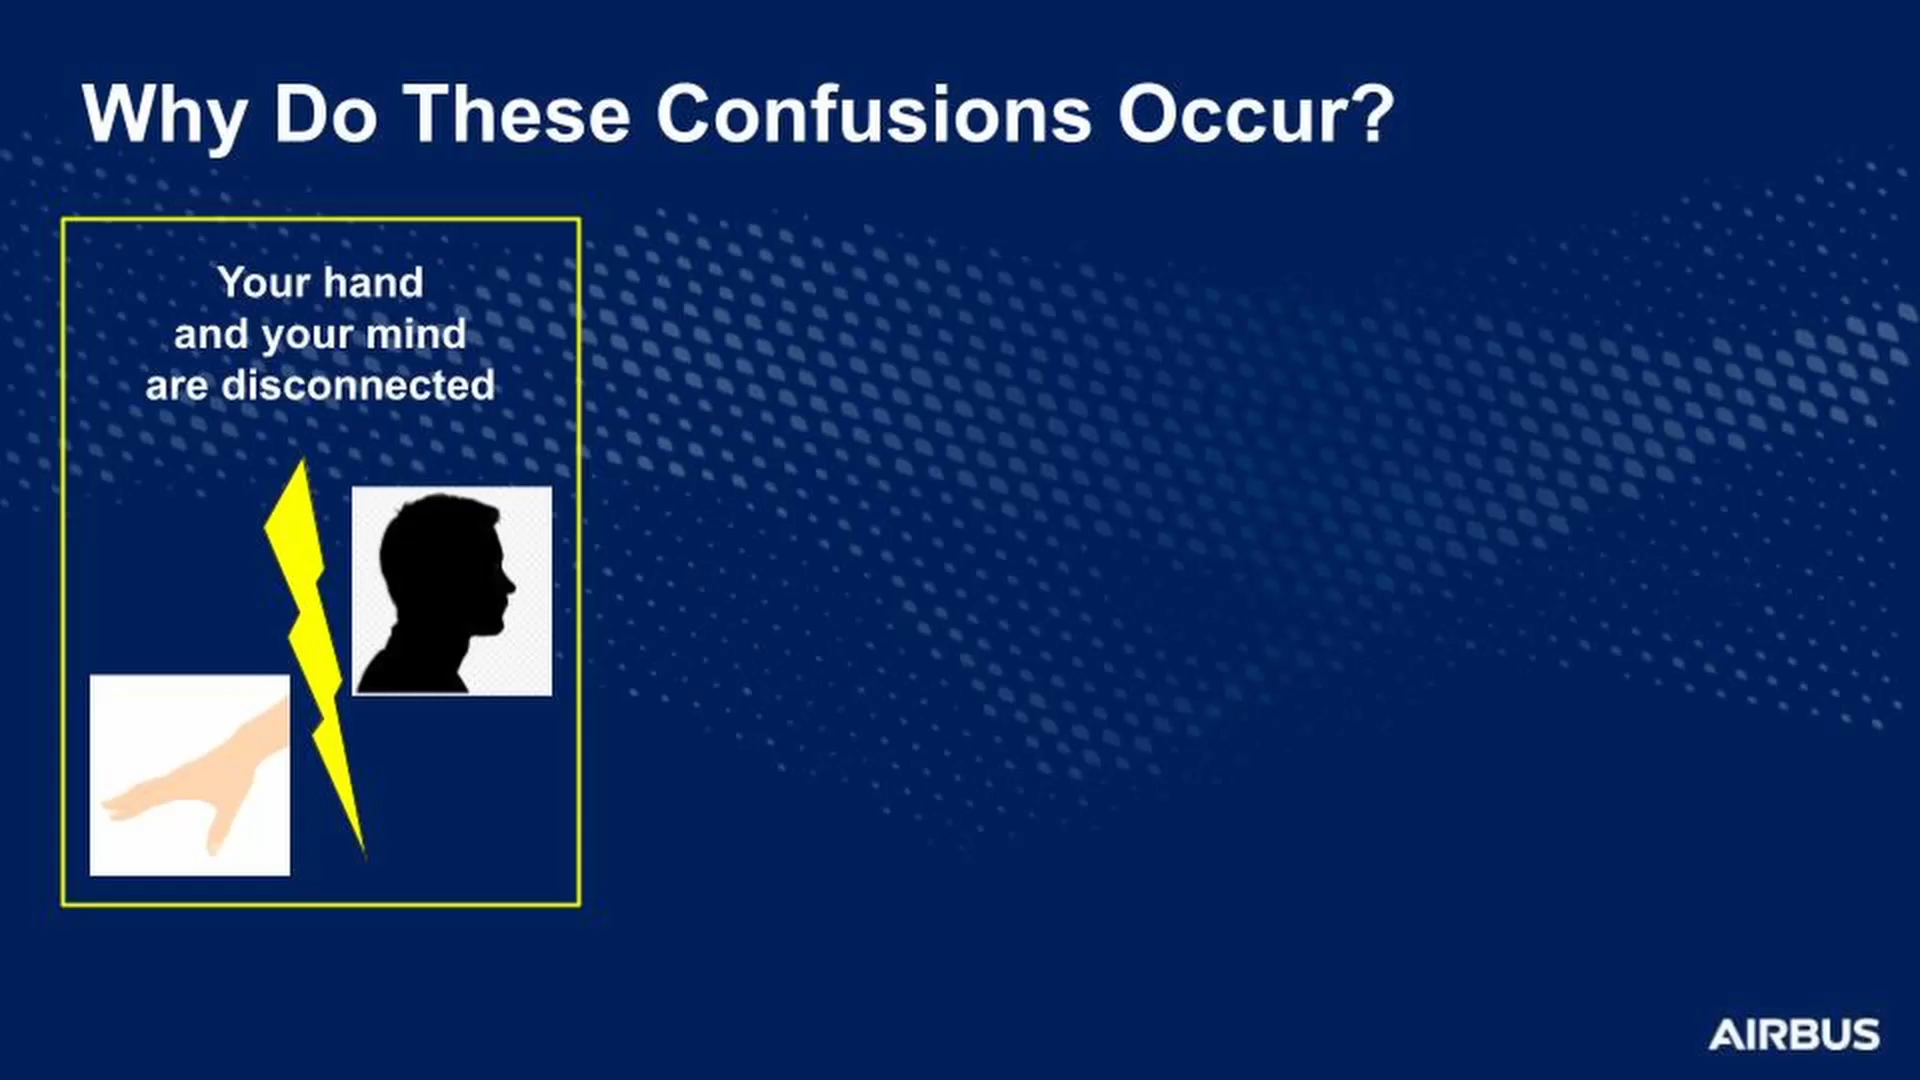 Why Do These Confusions Occur?
Your hand
and your mind
are disconnected
AIRBUS